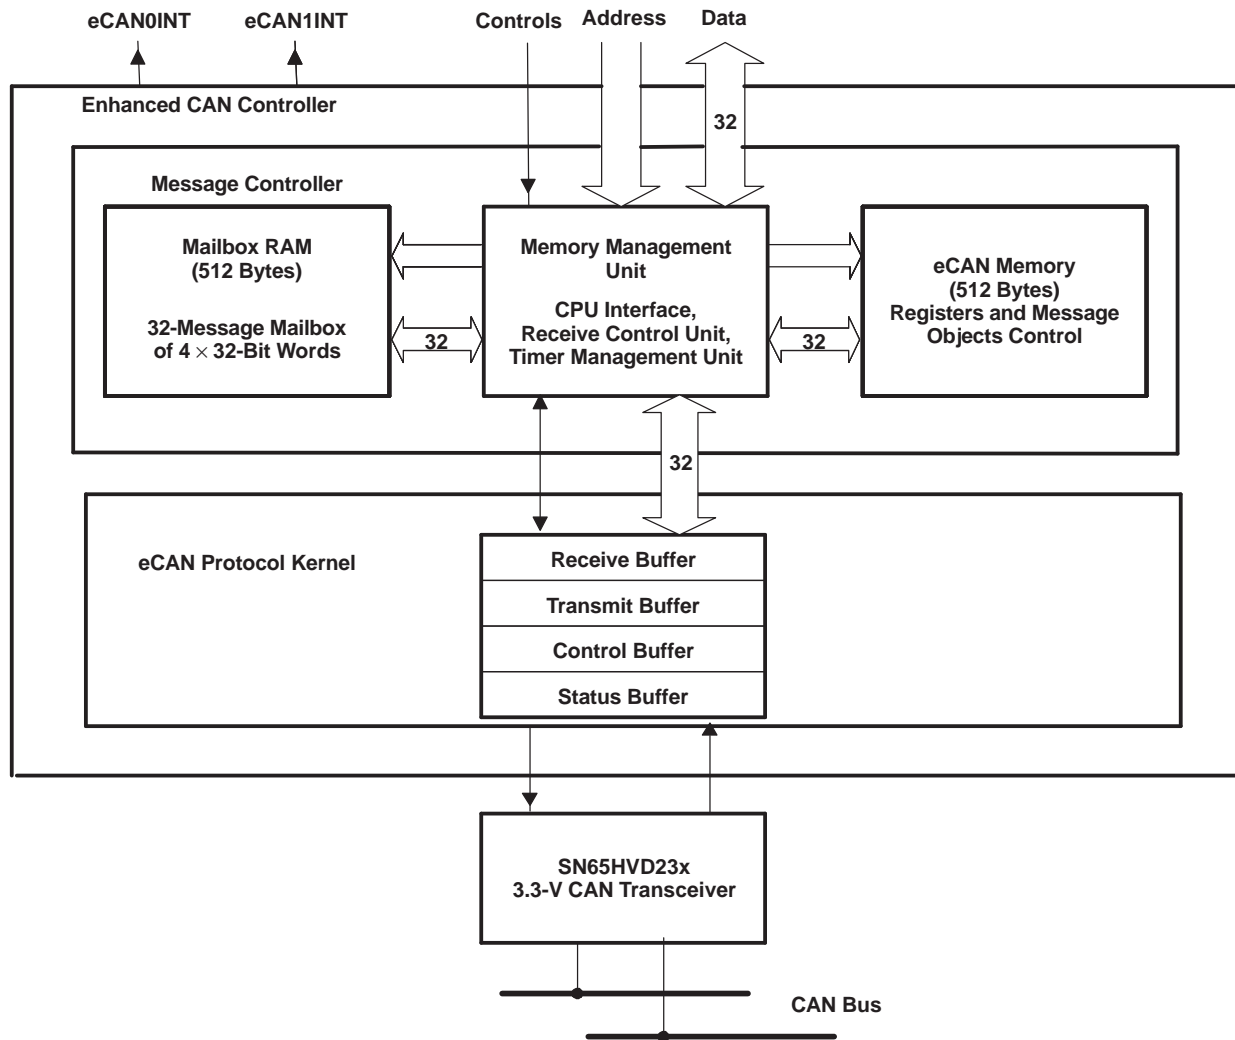 eCAN0INT
eCAN1INT
Controls
Address
Data
Enhanced CAN Controller
32
Message Controller
Mailbox RAM
(512 Bytes)
32-Message Mailbox
of 4 × 32-Bit Words
32
Memory Management
Unit
CPU Interface,
Receive Control Unit,
Timer Management Unit
32
eCAN Memory
(512 Bytes)
Registers and Message
Objects Control
32
eCAN Protocol Kernel
Receive Buffer
Transmit Buffer
Control Buffer
Status Buffer
SN65HVD23x
3.3-V CAN Transceiver
CAN Bus